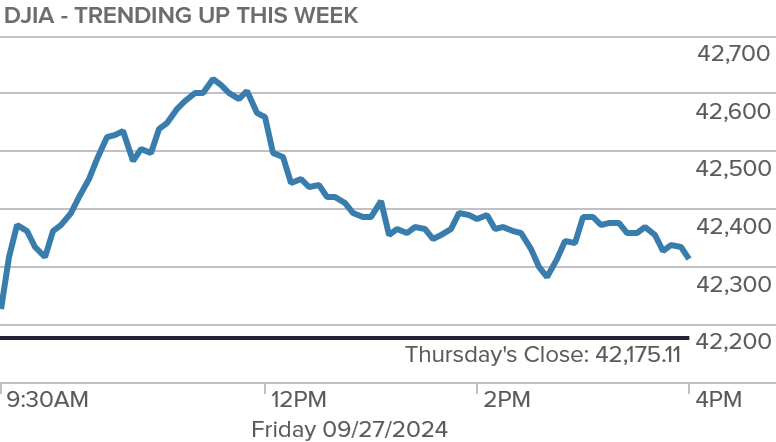 DJIA - TRENDING UP THIS WEEK
42,700
42,600
42,500
42,400
42,300
42,200
Thursday's Close: 42,175.11
9:30AM 12PM 2PM 4PM
Friday 09/27/2024